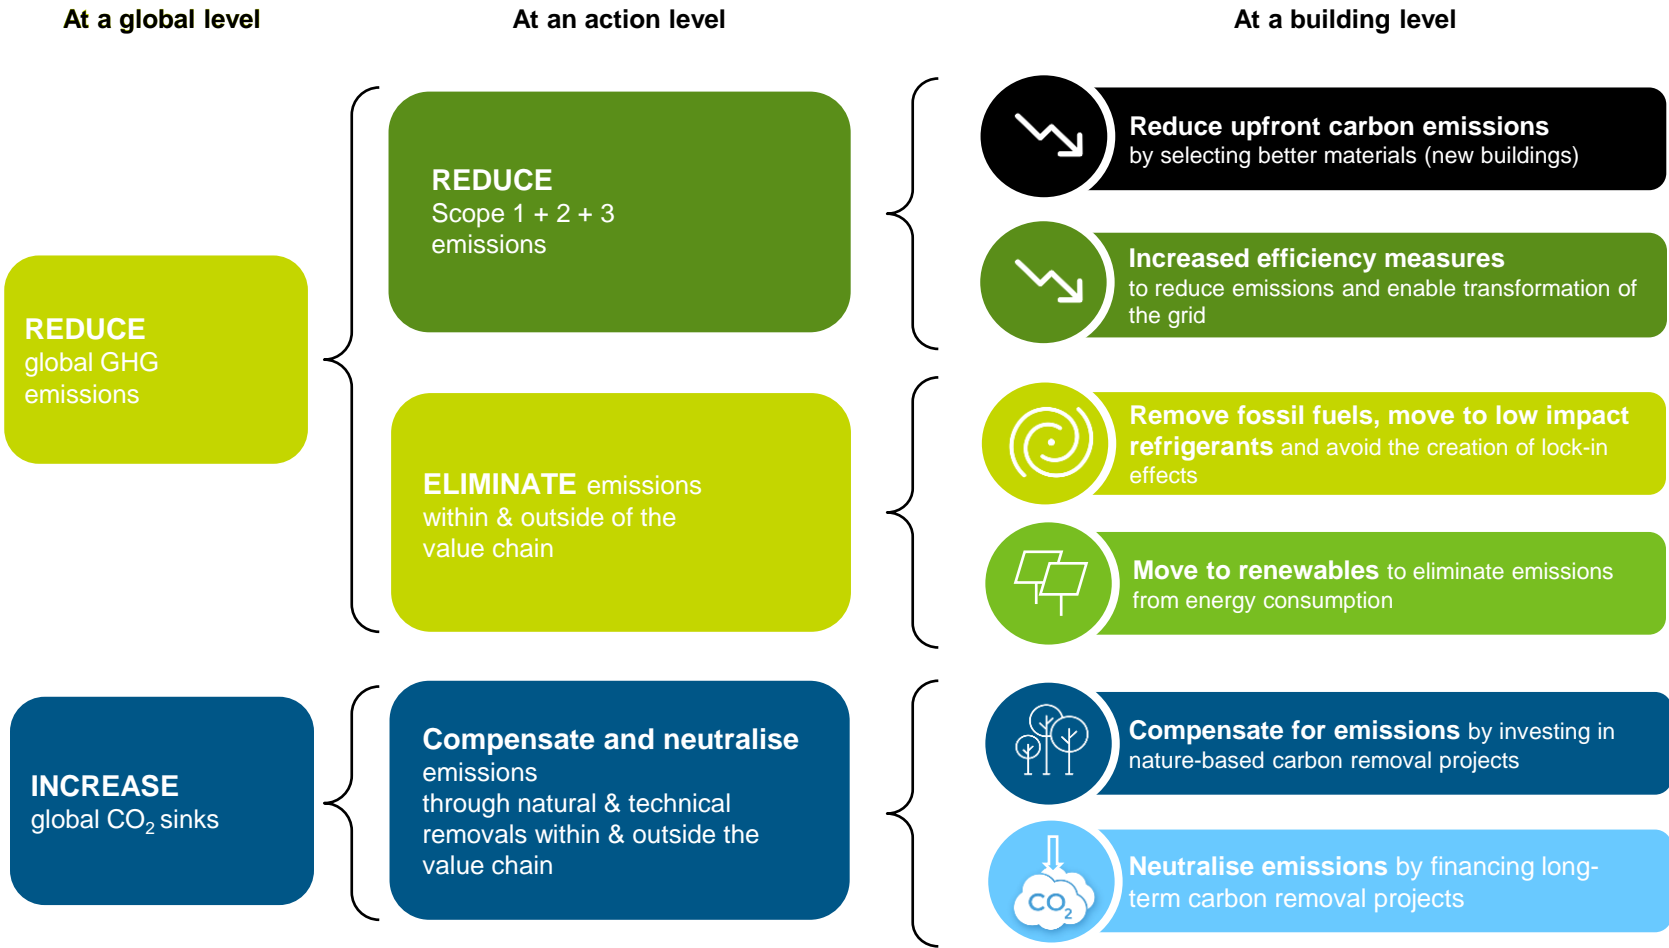 At a global level
At an action level
At a building level
REDUCE
global GHG
emissions
REDUCE
Scope 1 + 2 + 3
emissions
Reduce upfront carbon emissions
by selecting better materials (new buildings)
Increased efficiency measures
to reduce emissions and enable transformation of
the grid
ELIMINATE emissions
within & outside of the
value chain
Remove fossil fuels, move to low impact
refrigerants and avoid the creation of lock-in
effects
Move to renewables to eliminate emissions
from energy consumption
INCREASE
global CO₂ sinks
Compensate and neutralise
emissions
through natural & technical
removals within & outside the
value chain
Compensate for emissions by investing in
nature-based carbon removal projects
CO₂
Neutralise emissions by financing long-
term carbon removal projects